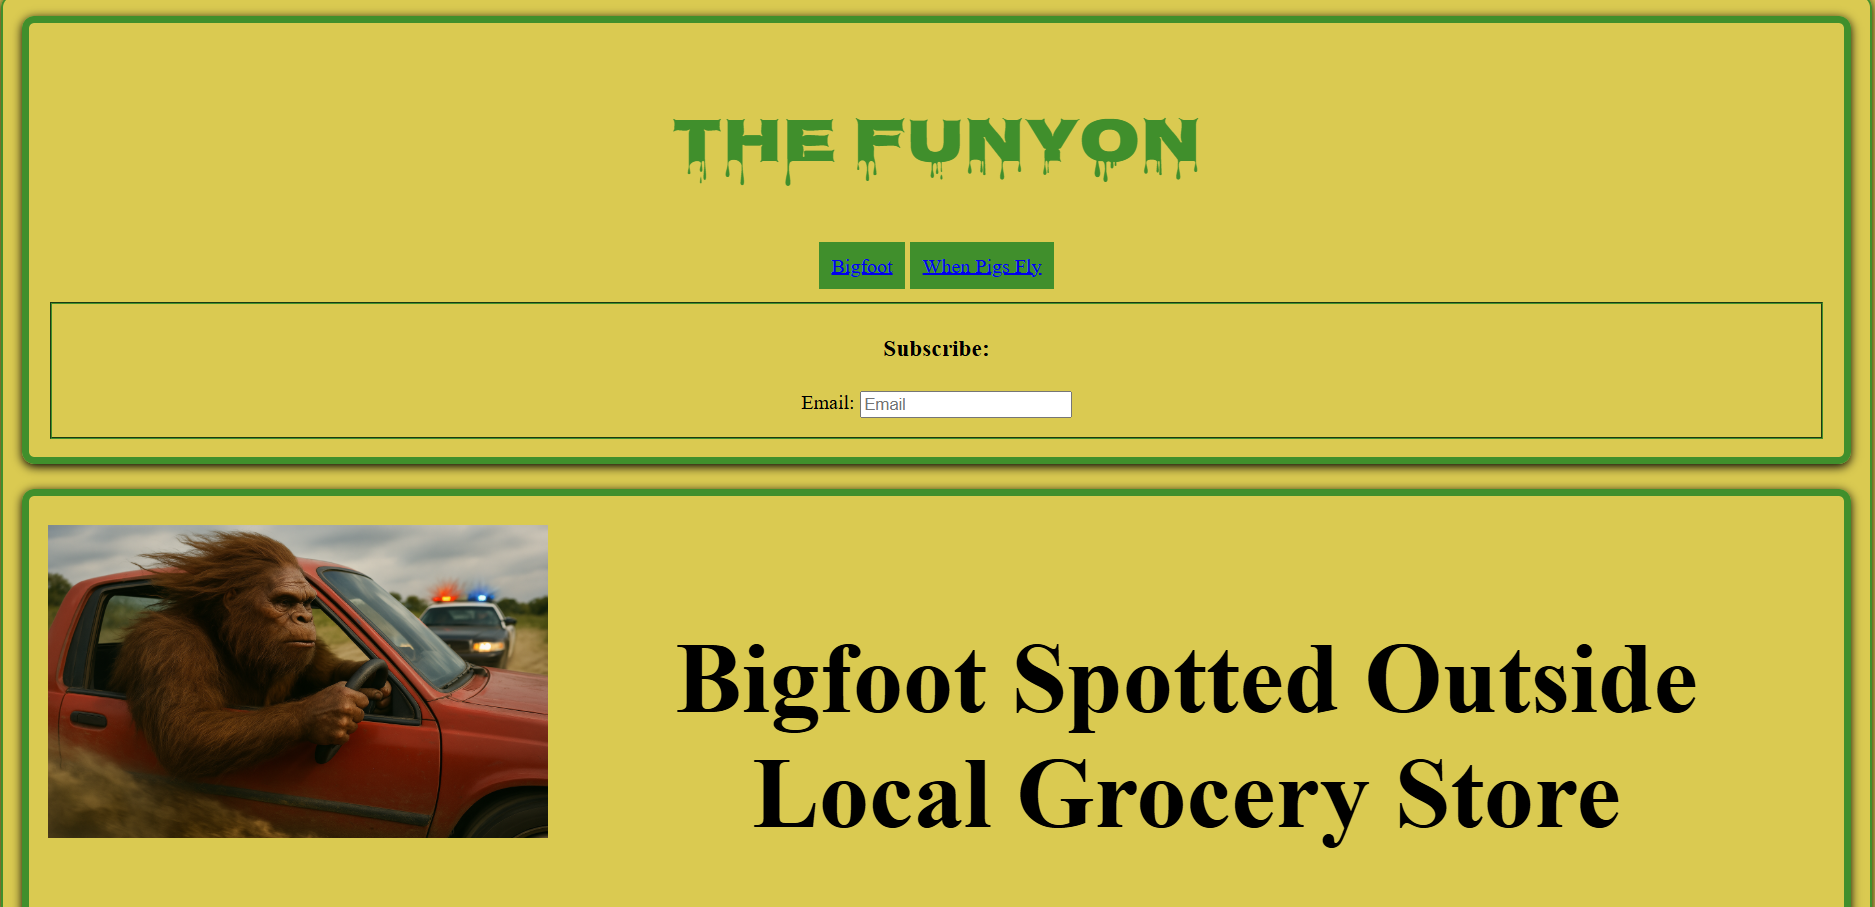 THE FUNYON
Bigfoot When Pigs Fly
Subscribe:
Email: Email
Bigfoot Spotted Outside
Local Grocery Store